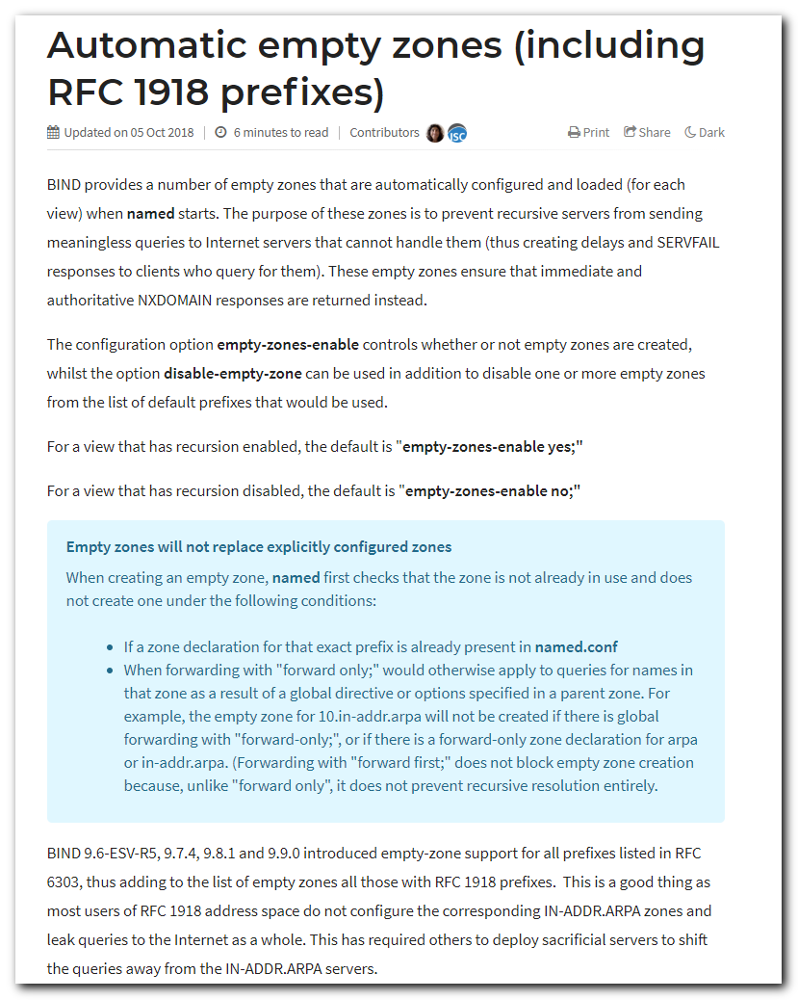 Automatic empty zones (including
RFC 1918 prefixes)
Updated on 05 Oct 2018 | 6 minutes to read | Contributors ISC Print Share Dark
BIND provides a number of empty zones that are automatically configured and loaded (for each
view) when named starts. The purpose of these zones is to prevent recursive servers from sending
meaningless queries to Internet servers that cannot handle them (thus creating delays and SERVFAIL
responses to clients who query for them). These empty zones ensure that immediate and
authoritative NXDOMAIN responses are returned instead.
The configuration option empty-zones-enable controls whether or not empty zones are created,
whilst the option disable-empty-zone can be used in addition to disable one or more empty zones
from the list of default prefixes that would be used.
For a view that has recursion enabled, the default is "empty-zones-enable yes;"
For a view that has recursion disabled, the default is "empty-zones-enable no;"
Empty zones will not replace explicitly configured zones
When creating an empty zone, named first checks that the zone is not already in use and does
not create one under the following conditions:
• If a zone declaration for that exact prefix is already present in named.conf
• When forwarding with "forward only;" would otherwise apply to queries for names in
that zone as a result of a global directive or options specified in a parent zone. For
example, the empty zone for 10.in-addr.arpa will not be created if there is global
forwarding with "forward-only;", or if there is a forward-only zone declaration for arpa
or in-addr.arpa. (Forwarding with "forward first;" does not block empty zone creation
because, unlike "forward only", it does not prevent recursive resolution entirely.
BIND 9.6-ESV-R5, 9.7.4, 9.8.1 and 9.9.0 introduced empty-zone support for all prefixes listed in RFC
6303, thus adding to the list of empty zones all those with RFC 1918 prefixes. This is a good thing as
most users of RFC 1918 address space do not configure the corresponding IN-ADDR.ARPA zones and
leak queries to the Internet as a whole. This has required others to deploy sacrificial servers to shift
the queries away from the IN-ADDR.ARPA servers.